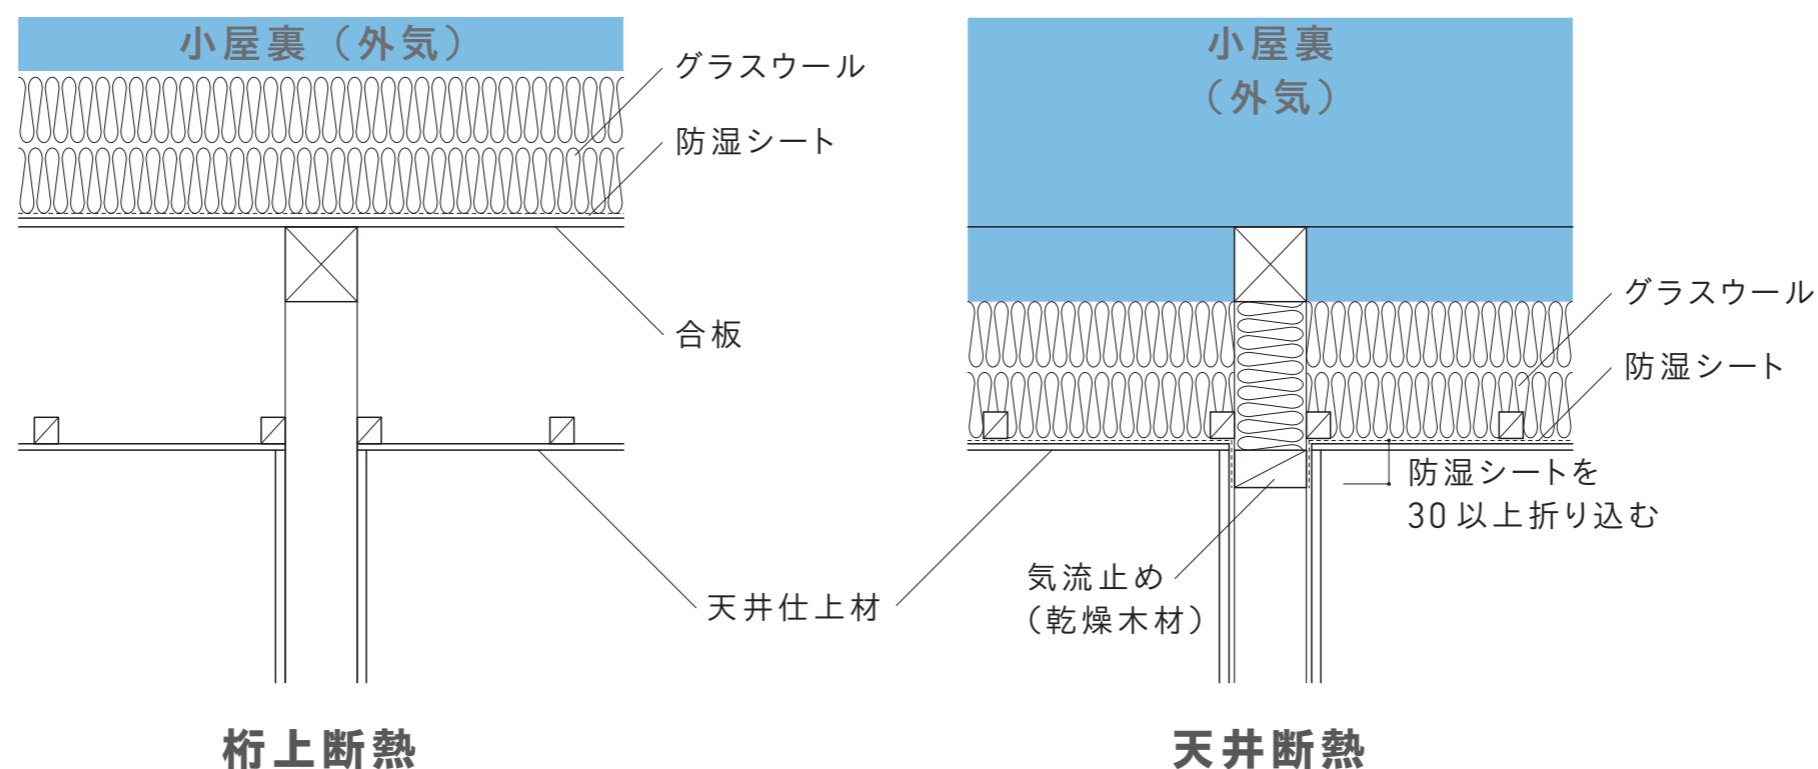 小屋裏（外気）
グラスウール
防湿シート
合板
天井仕上材
桁上断熱
小屋裏
（外気）
グラスウール
防湿シート
防湿シートを
30以上折り込む
気流止め
（乾燥木材）
天井断熱